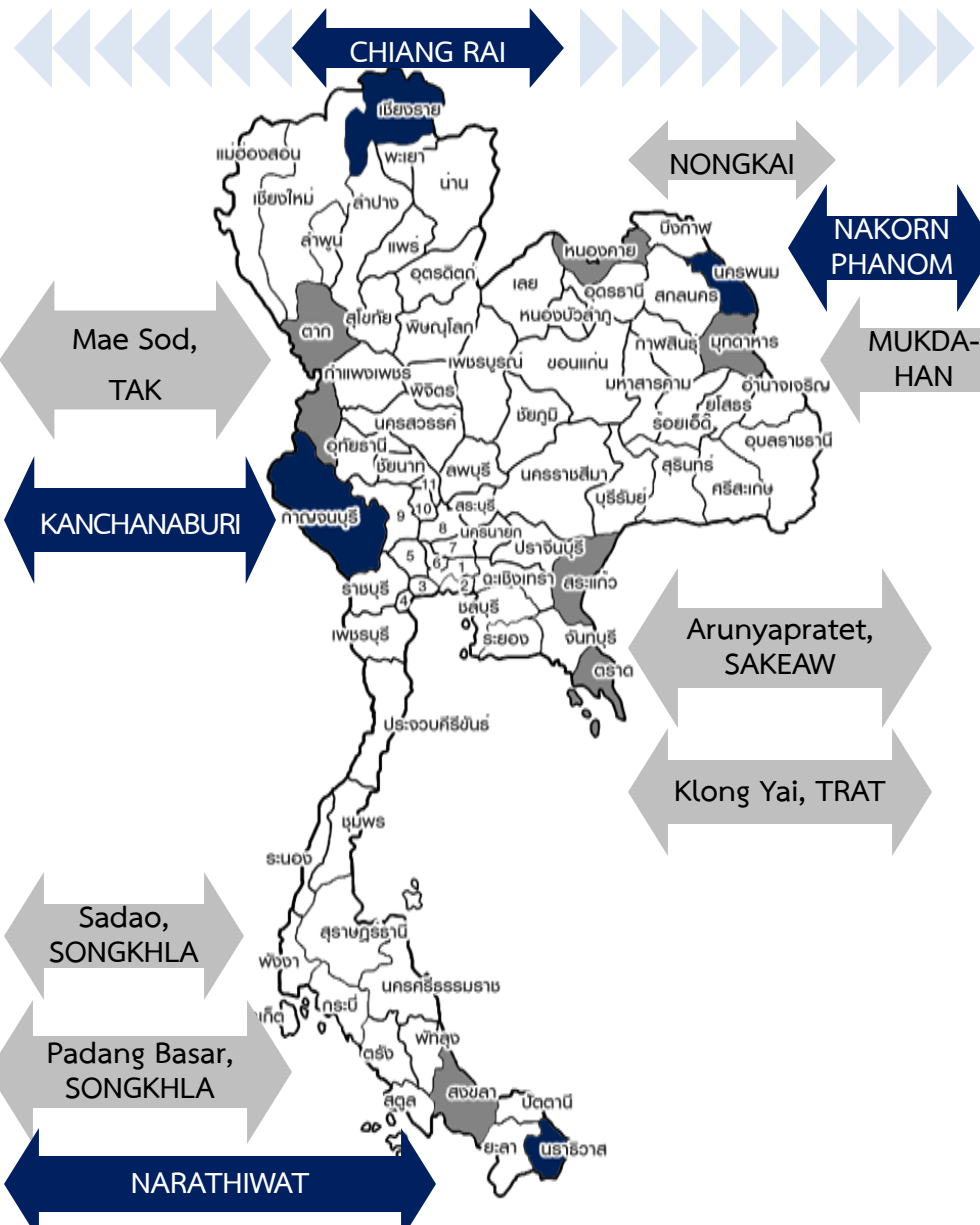 CHIANG RAI
เชียงราย
แม่ฮ่องสอน
พะเยา
น่าน
เชียงใหม่
ลำปาง
ลำพูน
แพร่
อุตรดิตถ์
NONGKAI
บึงกาฬ
หนองคาย
NAKORN
PHANOM
นครพนม
เลย
อุดรธานี
สกลนคร
หนองบัวลำภู
Mae Sod,
TAK
ตาก
สุโขทัย
พิษณุโลก
กาฬสินธุ์
มุกดาหาร
MUKDA-
HAN
เพชรบูรณ์
ขอนแก่น
กำแพงเพชร
พิจิตร
มหาสารคาม
อำนาจเจริญ
ยโสธร
ชัยภูมิ
ร้อยเอ็ด
นครสวรรค์
อุบลราชธานี
อุทัยธานี
ชัยนาท
ลพบุรี
นครราชสีมา
สุรินทร์
ศรีสะเกษ
บุรีรัมย์
11
10
9
สระบุรี
KANCHANABURI
กาญจนบุรี
8
นครนายก
7
ปราจีนบุรี
5
6
1
ฉะเชิงเทรา
สระแก้ว
ราชบุรี
3
2
4
ชลบุรี
เพชรบุรี
ระยอง
จันทบุรี
ตราด
Arunyapratet,
SAKEAW
ประจวบคีรีขันธ์
Klong Yai, TRAT
ชุมพร
ระนอง
Sadao,
SONGKHLA
สุราษฎร์ธานี
พังงา
นครศรีธรรมราช
กระบี่
เก็ต
Padang Basar,
SONGKHLA
ตรัง
พัทลุง
สงขลา
สตูล
ปัตตานี
ยะลา
นราธิวาส
NARATHIWAT